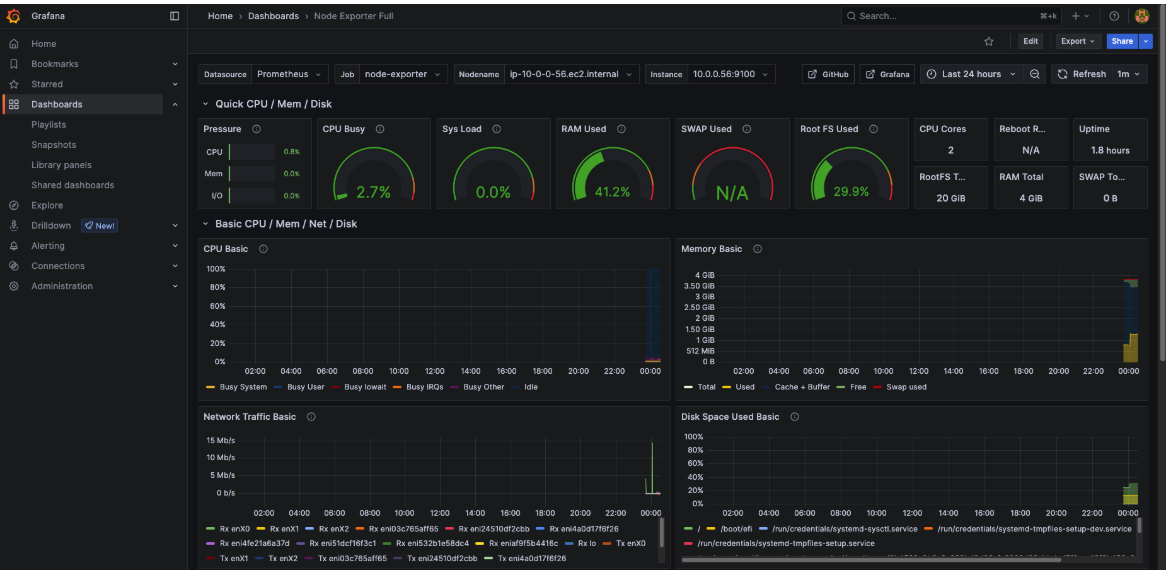 Grafana
Home › Dashboards › Node Exporter Full
Search...
⌘+k
Edit
Export
Share
Home
Bookmarks
Starred
Dashboards
Playlists
Snapshots
Library panels
Shared dashboards
Explore
Drilldown New!
Alerting
Connections
Administration
Datasource Prometheus Job node-exporter Nodename ip-10-0-0-56.ec2.internal Instance 10.0.0.56:9100 GitHub Grafana Last 24 hours Refresh 1m
Quick CPU / Mem / Disk
Pressure
CPU 0.8%
Mem 0.0%
I/O 0.0%
CPU Busy
2.7%
Sys Load
0.0%
RAM Used
41.2%
SWAP Used
N/A
Root FS Used
29.9%
CPU Cores
2
Reboot R...
N/A
Uptime
1.8 hours
RootFS T...
20 GiB
RAM Total
4 GiB
SWAP To...
0 B
Basic CPU / Mem / Net / Disk
CPU Basic
100%
80%
60%
40%
20%
0%
02:00 04:00 06:00 08:00 10:00 12:00 14:00 16:00 18:00 20:00 22:00 00:00
Busy System Busy User Busy Iowait Busy IRQs Busy Other Idle
Memory Basic
4 GiB
3.50 GiB
3 GiB
2.50 GiB
2 GiB
1.50 GiB
1 GiB
512 MiB
0 B
02:00 04:00 06:00 08:00 10:00 12:00 14:00 16:00 18:00 20:00 22:00 00:00
Total Used Cache + Buffer Free Swap used
Network Traffic Basic
15 Mb/s
10 Mb/s
5 Mb/s
0 b/s
02:00 04:00 06:00 08:00 10:00 12:00 14:00 16:00 18:00 20:00 22:00 00:00
Rx enX0 Rx enX1 Rx enX2 Rx eni03c765aff65 Rx eni24510df2cbb Rx eni4a0d17f6f26
Rx eni4fe21a6a37d Rx eni51dcf16f3c1 Rx eni532b1e58dc4 Rx eniaf9f5b4416c Rx lo Tx enX0
Tx enX1 Tx enX2 Tx eni03c765aff65 Tx eni24510df2cbb Tx eni4a0d17f6f26
Disk Space Used Basic
100%
80%
60%
40%
20%
0%
02:00 04:00 06:00 08:00 10:00 12:00 14:00 16:00 18:00 20:00 22:00 00:00
/ /boot/efi /run/credentials/systemd-sysctl.service /run/credentials/systemd-tmpfiles-setup-dev.service
/run/credentials/systemd-tmpfiles-setup.service